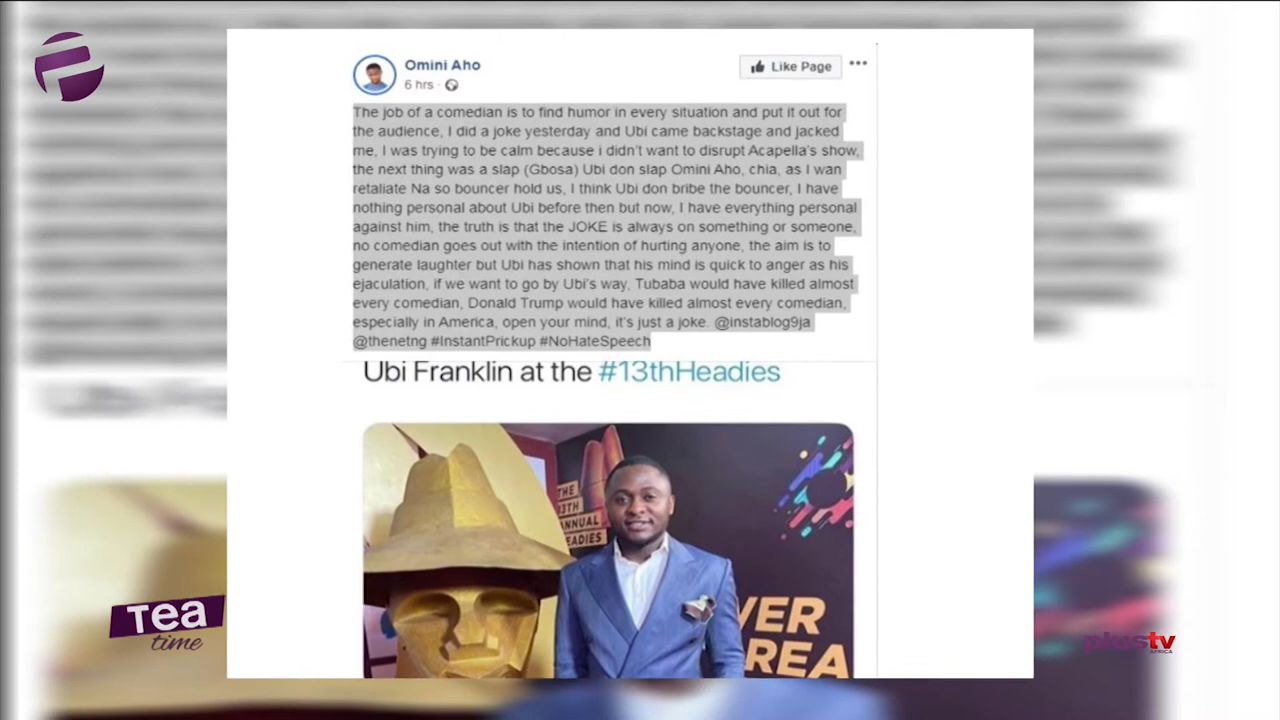 Omini Aho
6 hrs ·
Like Page
The job of a comedian is to find humor in every situation and put it out for
the audience, I did a joke yesterday and Ubi came backstage and jacked
me, I was trying to be calm because i didn't want to disrupt Acapella's show,
the next thing was a slap (Gbosa) Ubi don slap Omini Aho, chia, as I wan
retaliate Na so bouncer hold us, I think Ubi don bribe the bouncer, I have
nothing personal about Ubi before then but now, I have everything personal
against him, the truth is that the JOKE is always on something or someone,
no comedian goes out with the intention of hurting anyone, the aim is to
generate laughter but Ubi has shown that his mind is quick to anger as his
ejaculation, if we want to go by Ubi's way, Tubaba would have killed almost
every comedian, Donald Trump would have killed almost every comedian,
especially in America, open your mind, it's just a joke. @instablog9ja
@thenetng #InstantPrickup #NoHateSpeech
Ubi Franklin at the #13thHeadies
THE
13TH
ANNUAL
HEADIES
VER
REA
Tea
time
plustv
AFRICA